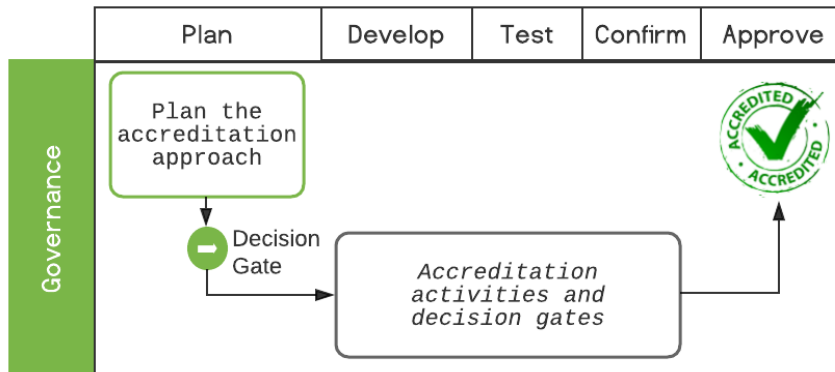 Plan
Develop
Test
Confirm
Approve
Governance
Plan the
accreditation
approach
ACCREDITED
ACCREDITED
Decision
Gate
Accreditation
activities and
decision gates